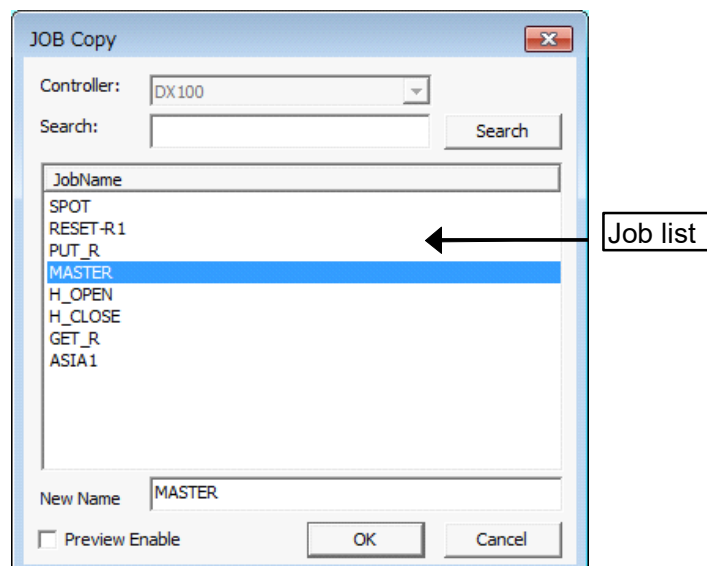 JOB Copy
Controller:
DX100
Search:
Search
JobName
SPOT
RESET-R1
PUT_R
MASTER
H_OPEN
H_CLOSE
GET_R
ASIA1
Job list
New Name
MASTER
Preview Enable
OK
Cancel